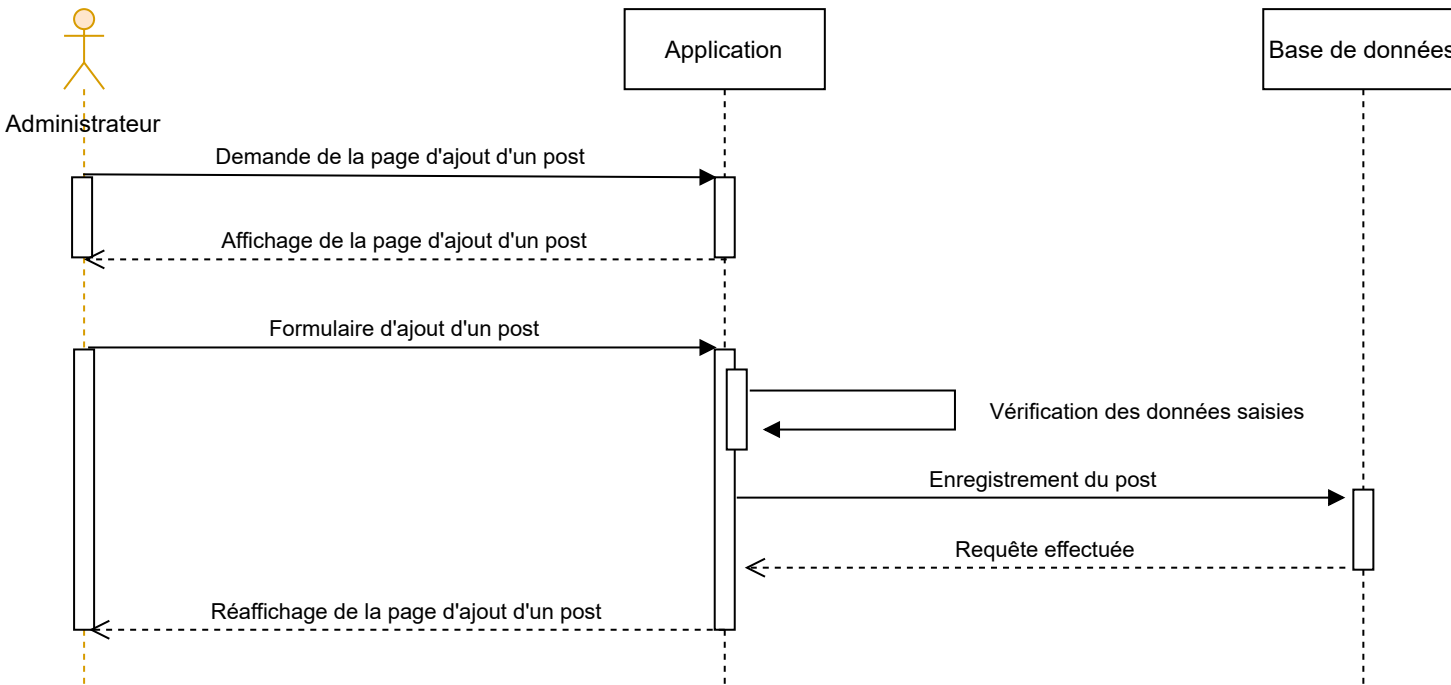 Application
Base de données
Administrateur
Demande de la page d'ajout d'un post
Affichage de la page d'ajout d'un post
Formulaire d'ajout d'un post
Vérification des données saisies
Enregistrement du post
Requête effectuée
Réaffichage de la page d'ajout d'un post